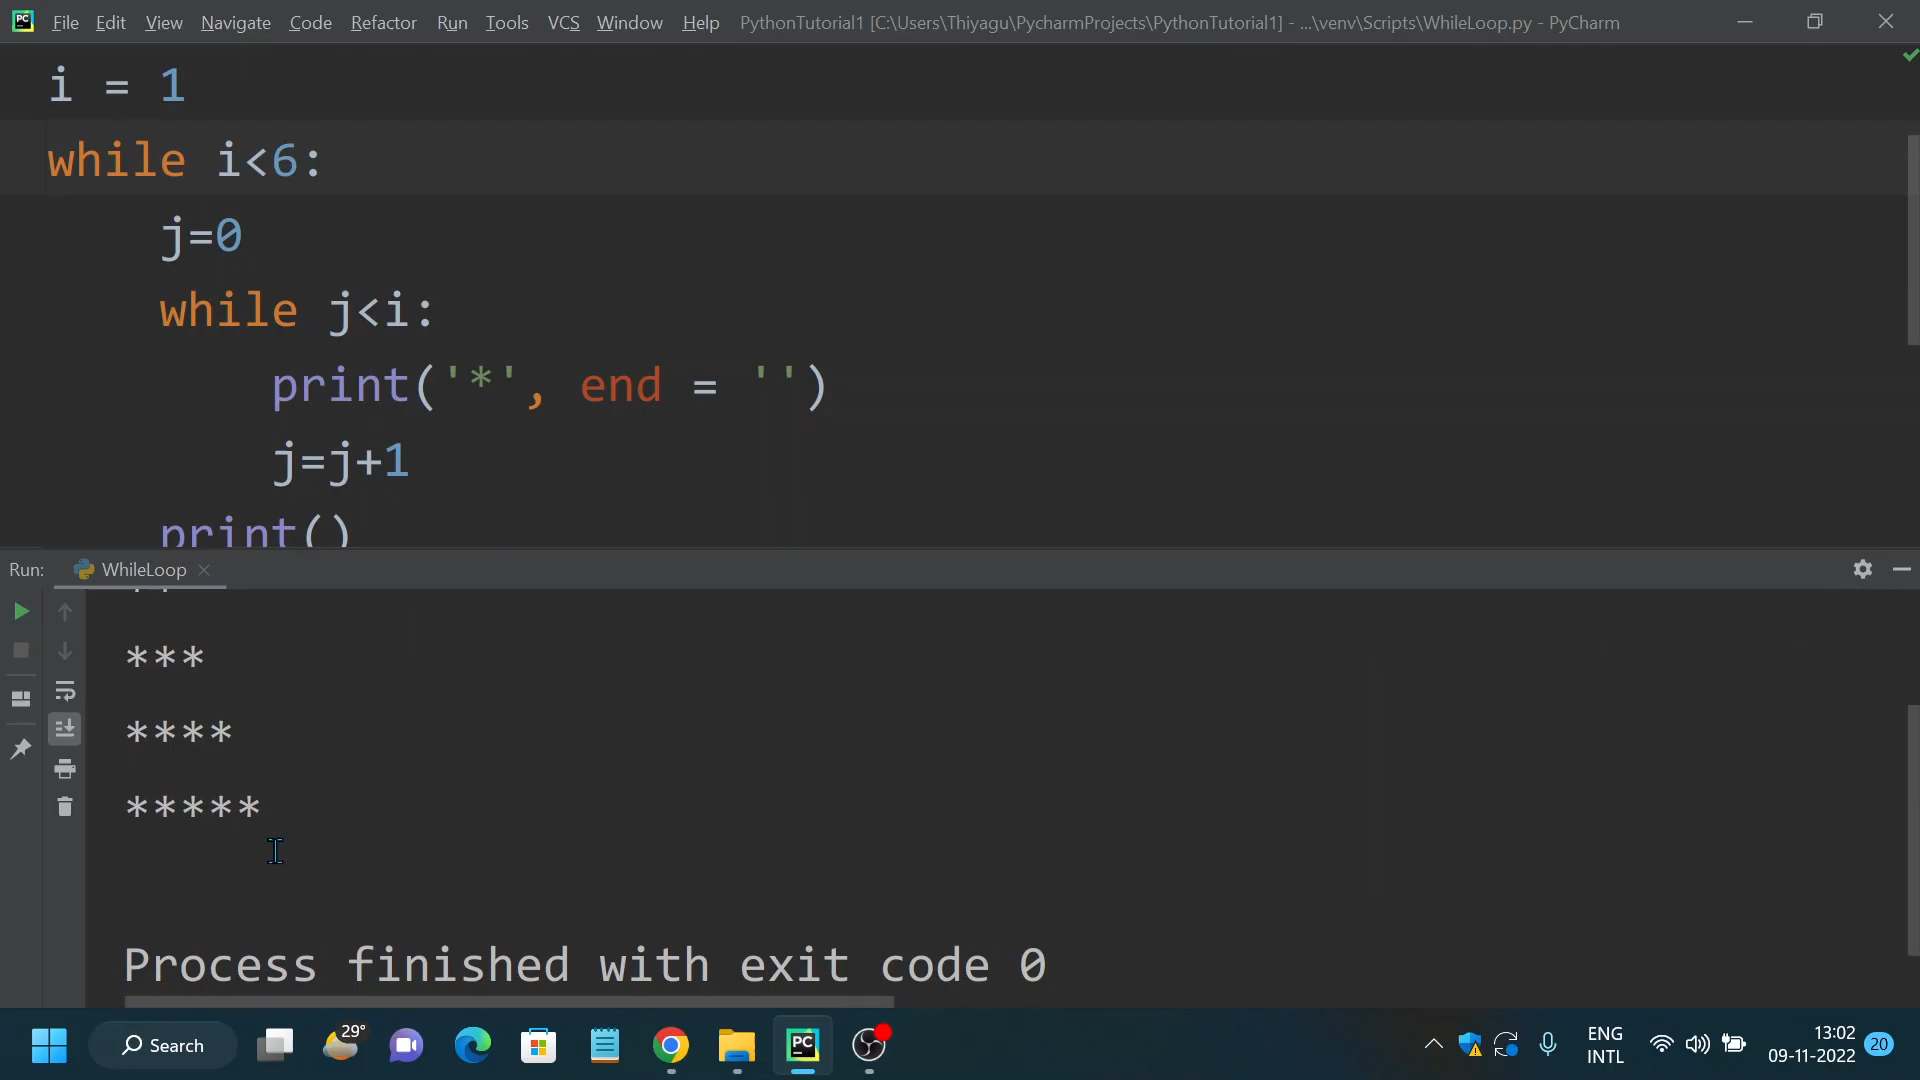 File Edit View Navigate Code Refactor Run Tools VCS Window Help PythonTutorial1 [C:\Users\Thiyagu\PycharmProjects\PythonTutorial1] - ...\venv\Scripts\WhileLoop.py - PyCharm
i = 1
while i<6:
    j=0
    while j<i:
        print('*', end = '')
        j=j+1
    print()
Run: WhileLoop
***
****
*****
Process finished with exit code 0
Search 29° PC ENG 13:02
INTL 09-11-2022 20